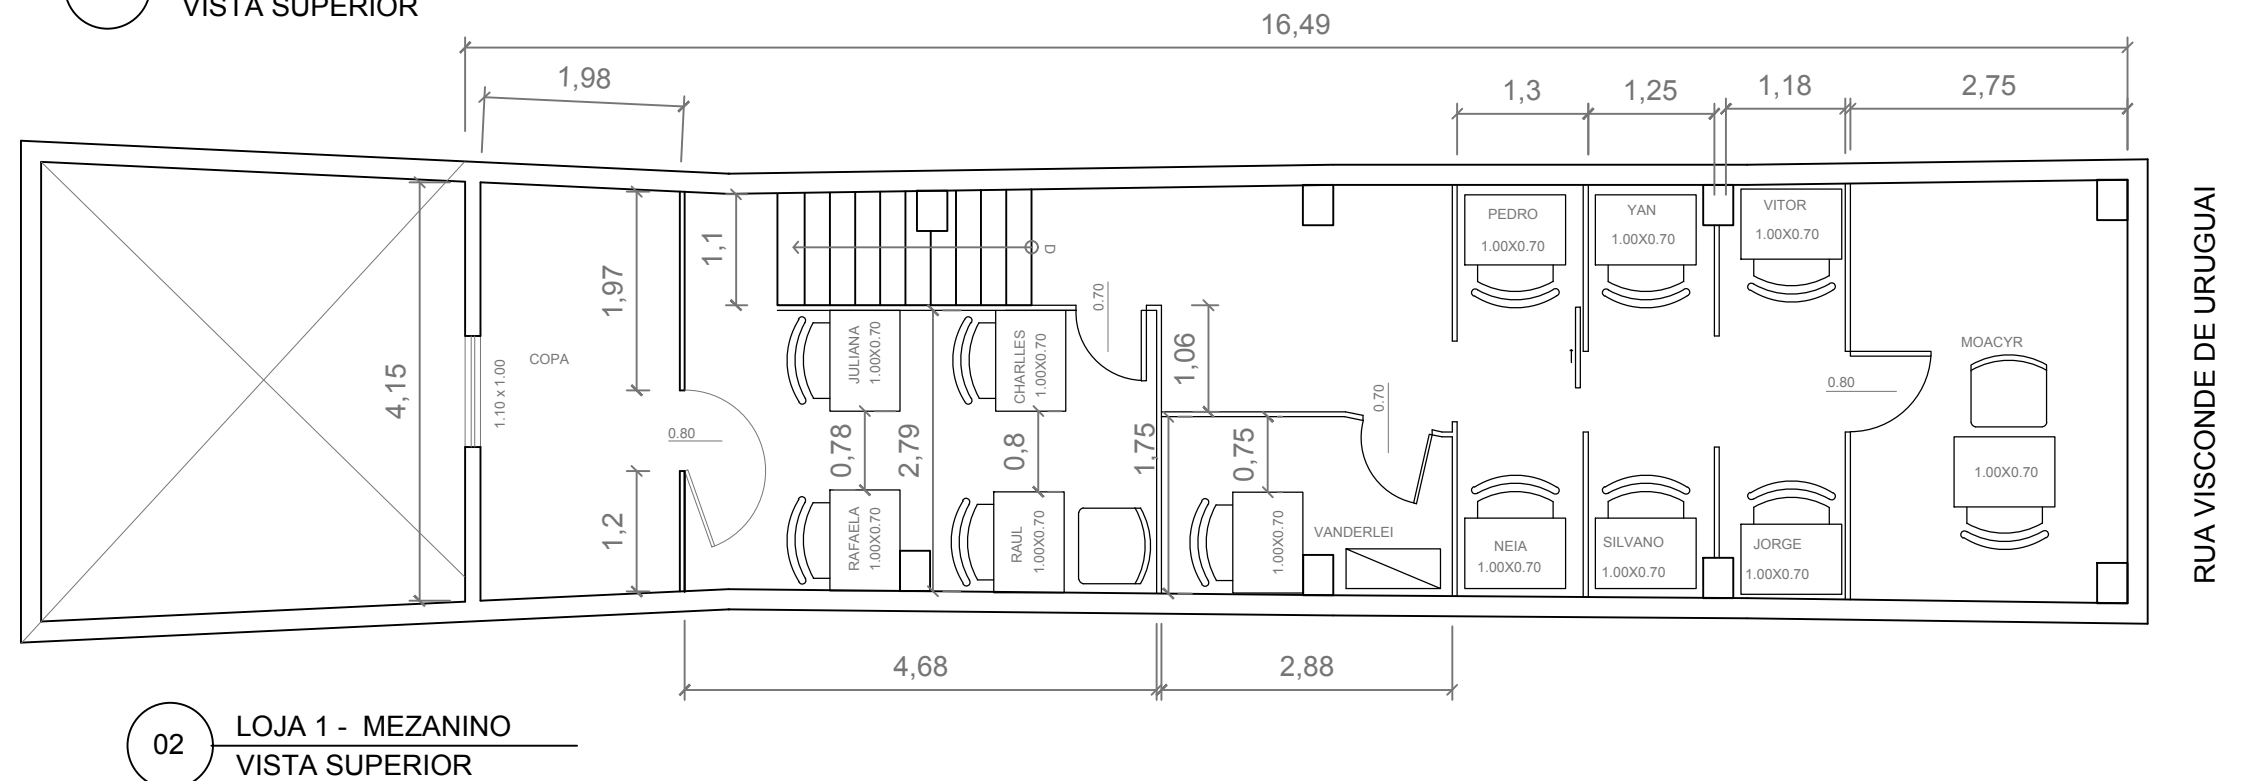 VISTA SUPERIOR
16,49
1,98
1,3
1,25
1,18
2,75
PEDRO
1.00X0.70
YAN
1.00X0.70
VITOR
1.00X0.70
1,1
D
1,97
4,15
1.10 x 1.00
COPA
0.80
1,2
JULIANA
1.00X0.70
CHARLLES
1.00X0.70
0.70
1,06
0,78
2,79
0,8
1,75
0,75
0.70
0.80
MOACYR
1.00X0.70
RAFAELA
1.00X0.70
RAUL
1.00X0.70
1.00X0.70
VANDERLEI
NEIA
1.00X0.70
SILVANO
1.00X0.70
JORGE
1.00X0.70
RUA VISCONDE DE URUGUAI
4,68
2,88
02
LOJA 1 - MEZANINO
VISTA SUPERIOR